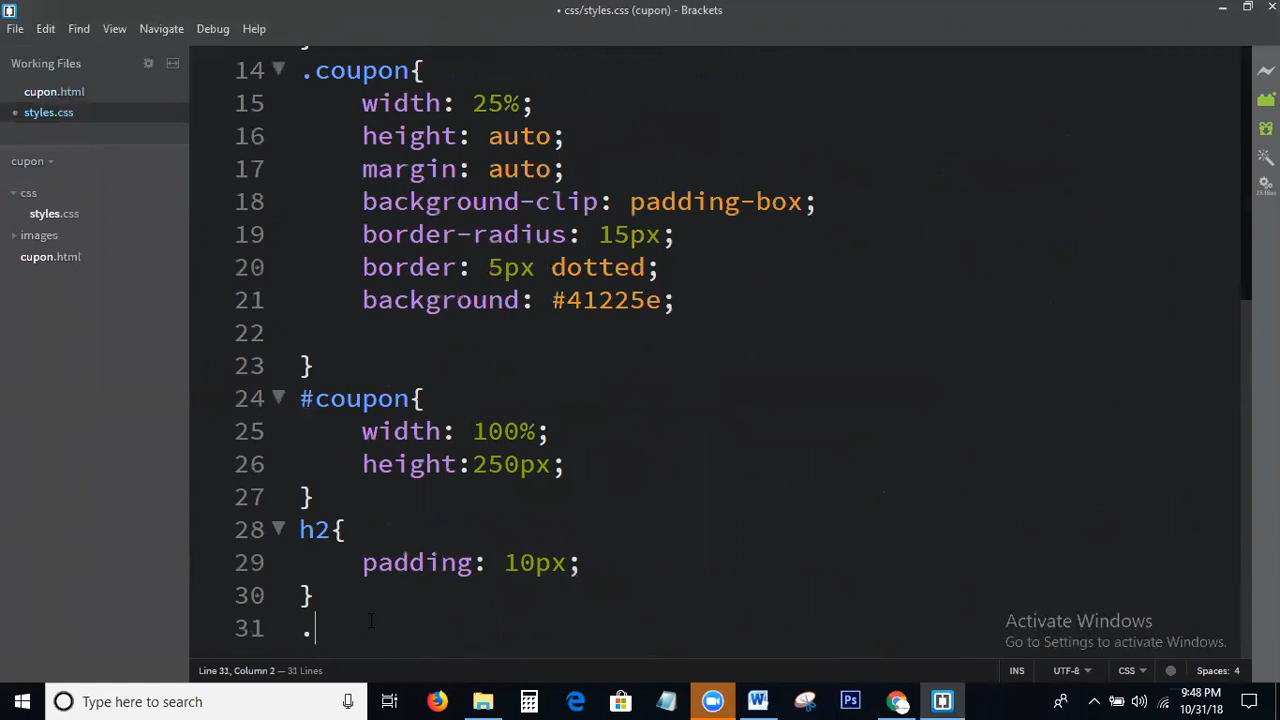 • css/styles.css (cupon) - Brackets
File Edit Find View Navigate Debug Help
Working Files
cupon.html
styles.css
cupon
css
styles.css
images
cupon.html
14 .coupon{
15 width: 25%;
16 height: auto;
17 margin: auto;
18 background-clip: padding-box;
19 border-radius: 15px;
20 border: 5px dotted;
21 background: #41225e;
22
23 }
24 #coupon{
25 width: 100%;
26 height:250px;
27 }
28 h2{
29 padding: 10px;
30 }
31 .
Activate Windows
Go to Settings to activate Windows.
Line 31, Column 2 — 31 Lines
INS UTF-8 CSS Spaces: 4
Type here to search
9:48 PM
10/31/18